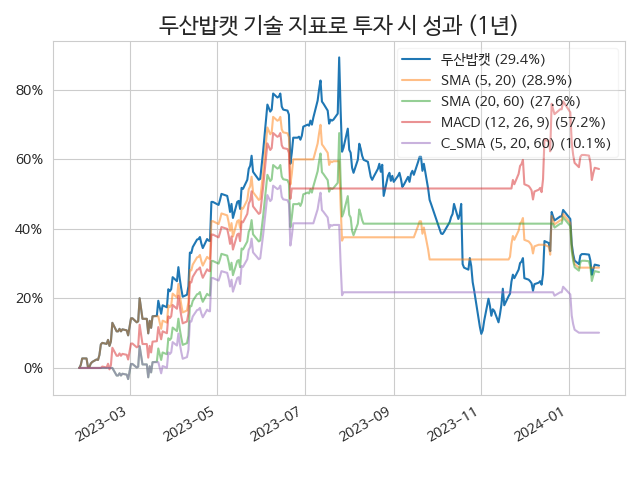 두산밥캣 기술 지표로 투자 시 성과 (1년)
두산밥캣 (29.4%)
SMA (5, 20) (28.9%)
SMA (20, 60) (27.6%)
MACD (12, 26, 9) (57.2%)
C_SMA (5, 20, 60) (10.1%)
80%
60%
40%
20%
0%
2023-03
2023-05
2023-07
2023-09
2023-11
2024-01